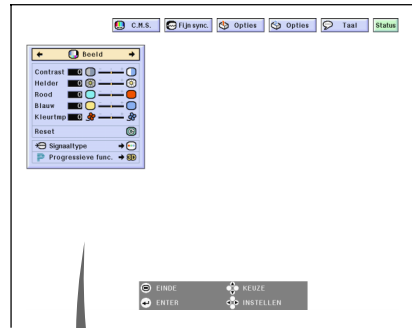 C.M.S. Fijn sync. Opties Opties Taal Status
Beeld
Contrast 0
Helder 0
Rood 0
Blauw 0
Kleurtmp 0
Reset
Signaaltype
Progressieve func.
EINDE KEUZE
ENTER INSTELLEN